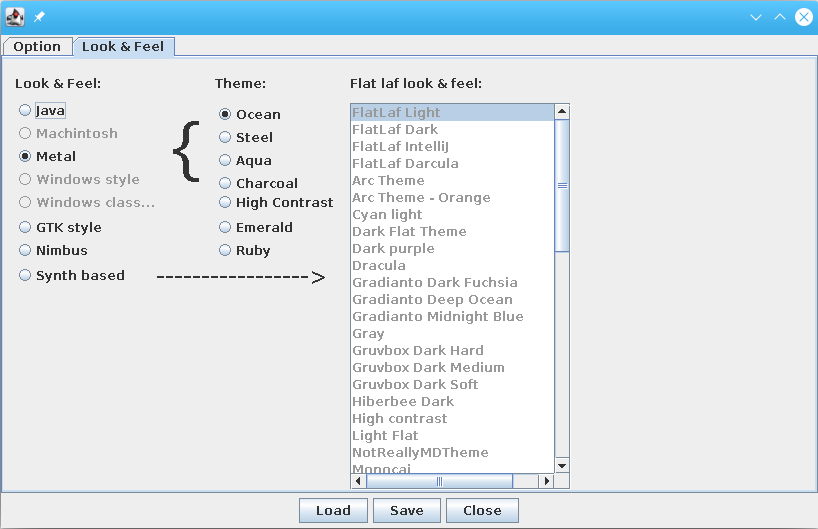 Option Look & Feel
Look & Feel:
Java
Machintosh
Metal
Windows style
Windows class...
GTK style
Nimbus
Synth based
{
Theme:
Ocean
Steel
Aqua
Charcoal
High Contrast
Emerald
Ruby
---------------->
Flat laf look & feel:
FlatLaf Light
FlatLaf Dark
FlatLaf IntelliJ
FlatLaf Darcula
Arc Theme
Arc Theme - Orange
Cyan light
Dark Flat Theme
Dark purple
Dracula
Gradianto Dark Fuchsia
Gradianto Deep Ocean
Gradianto Midnight Blue
Gray
Gruvbox Dark Hard
Gruvbox Dark Medium
Gruvbox Dark Soft
Hiberbee Dark
High contrast
Light Flat
NotReallyMDTheme
Monocai
Load Save Close